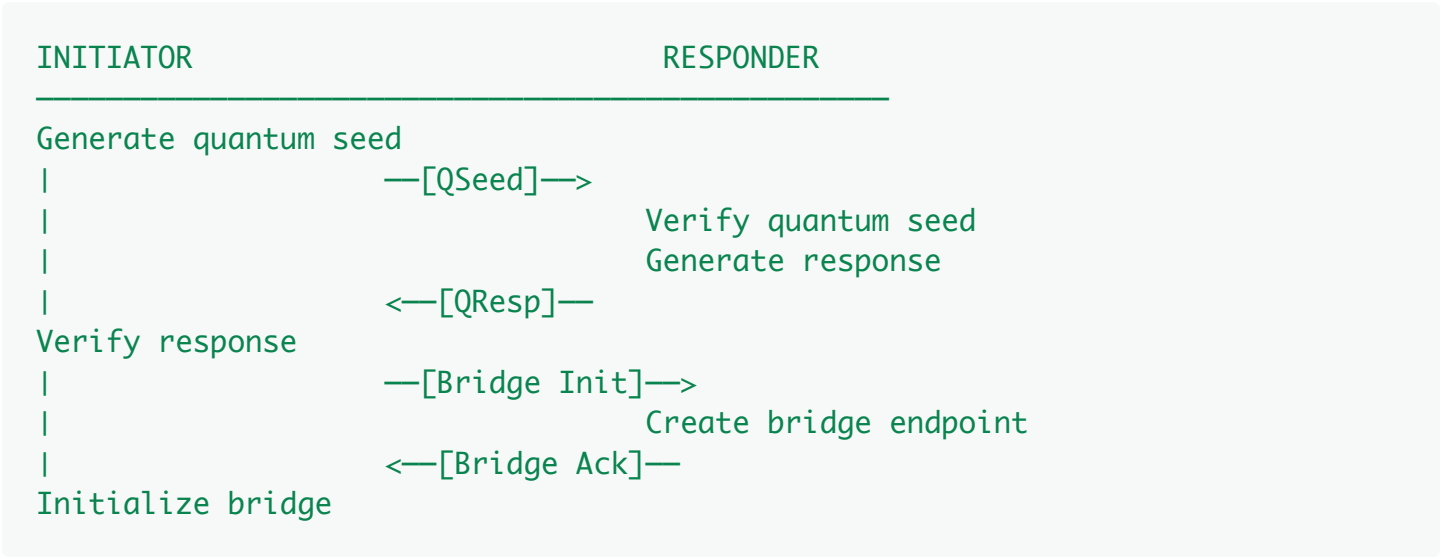 INITIATOR                           RESPONDER
─────────────────────────────────────────────────
Generate quantum seed
|                   ──[QSeed]──>
|                                  Verify quantum seed
|                                  Generate response
|                   <──[QResp]──
Verify response
|                   ──[Bridge Init]──>
|                                  Create bridge endpoint
|                   <──[Bridge Ack]──
Initialize bridge